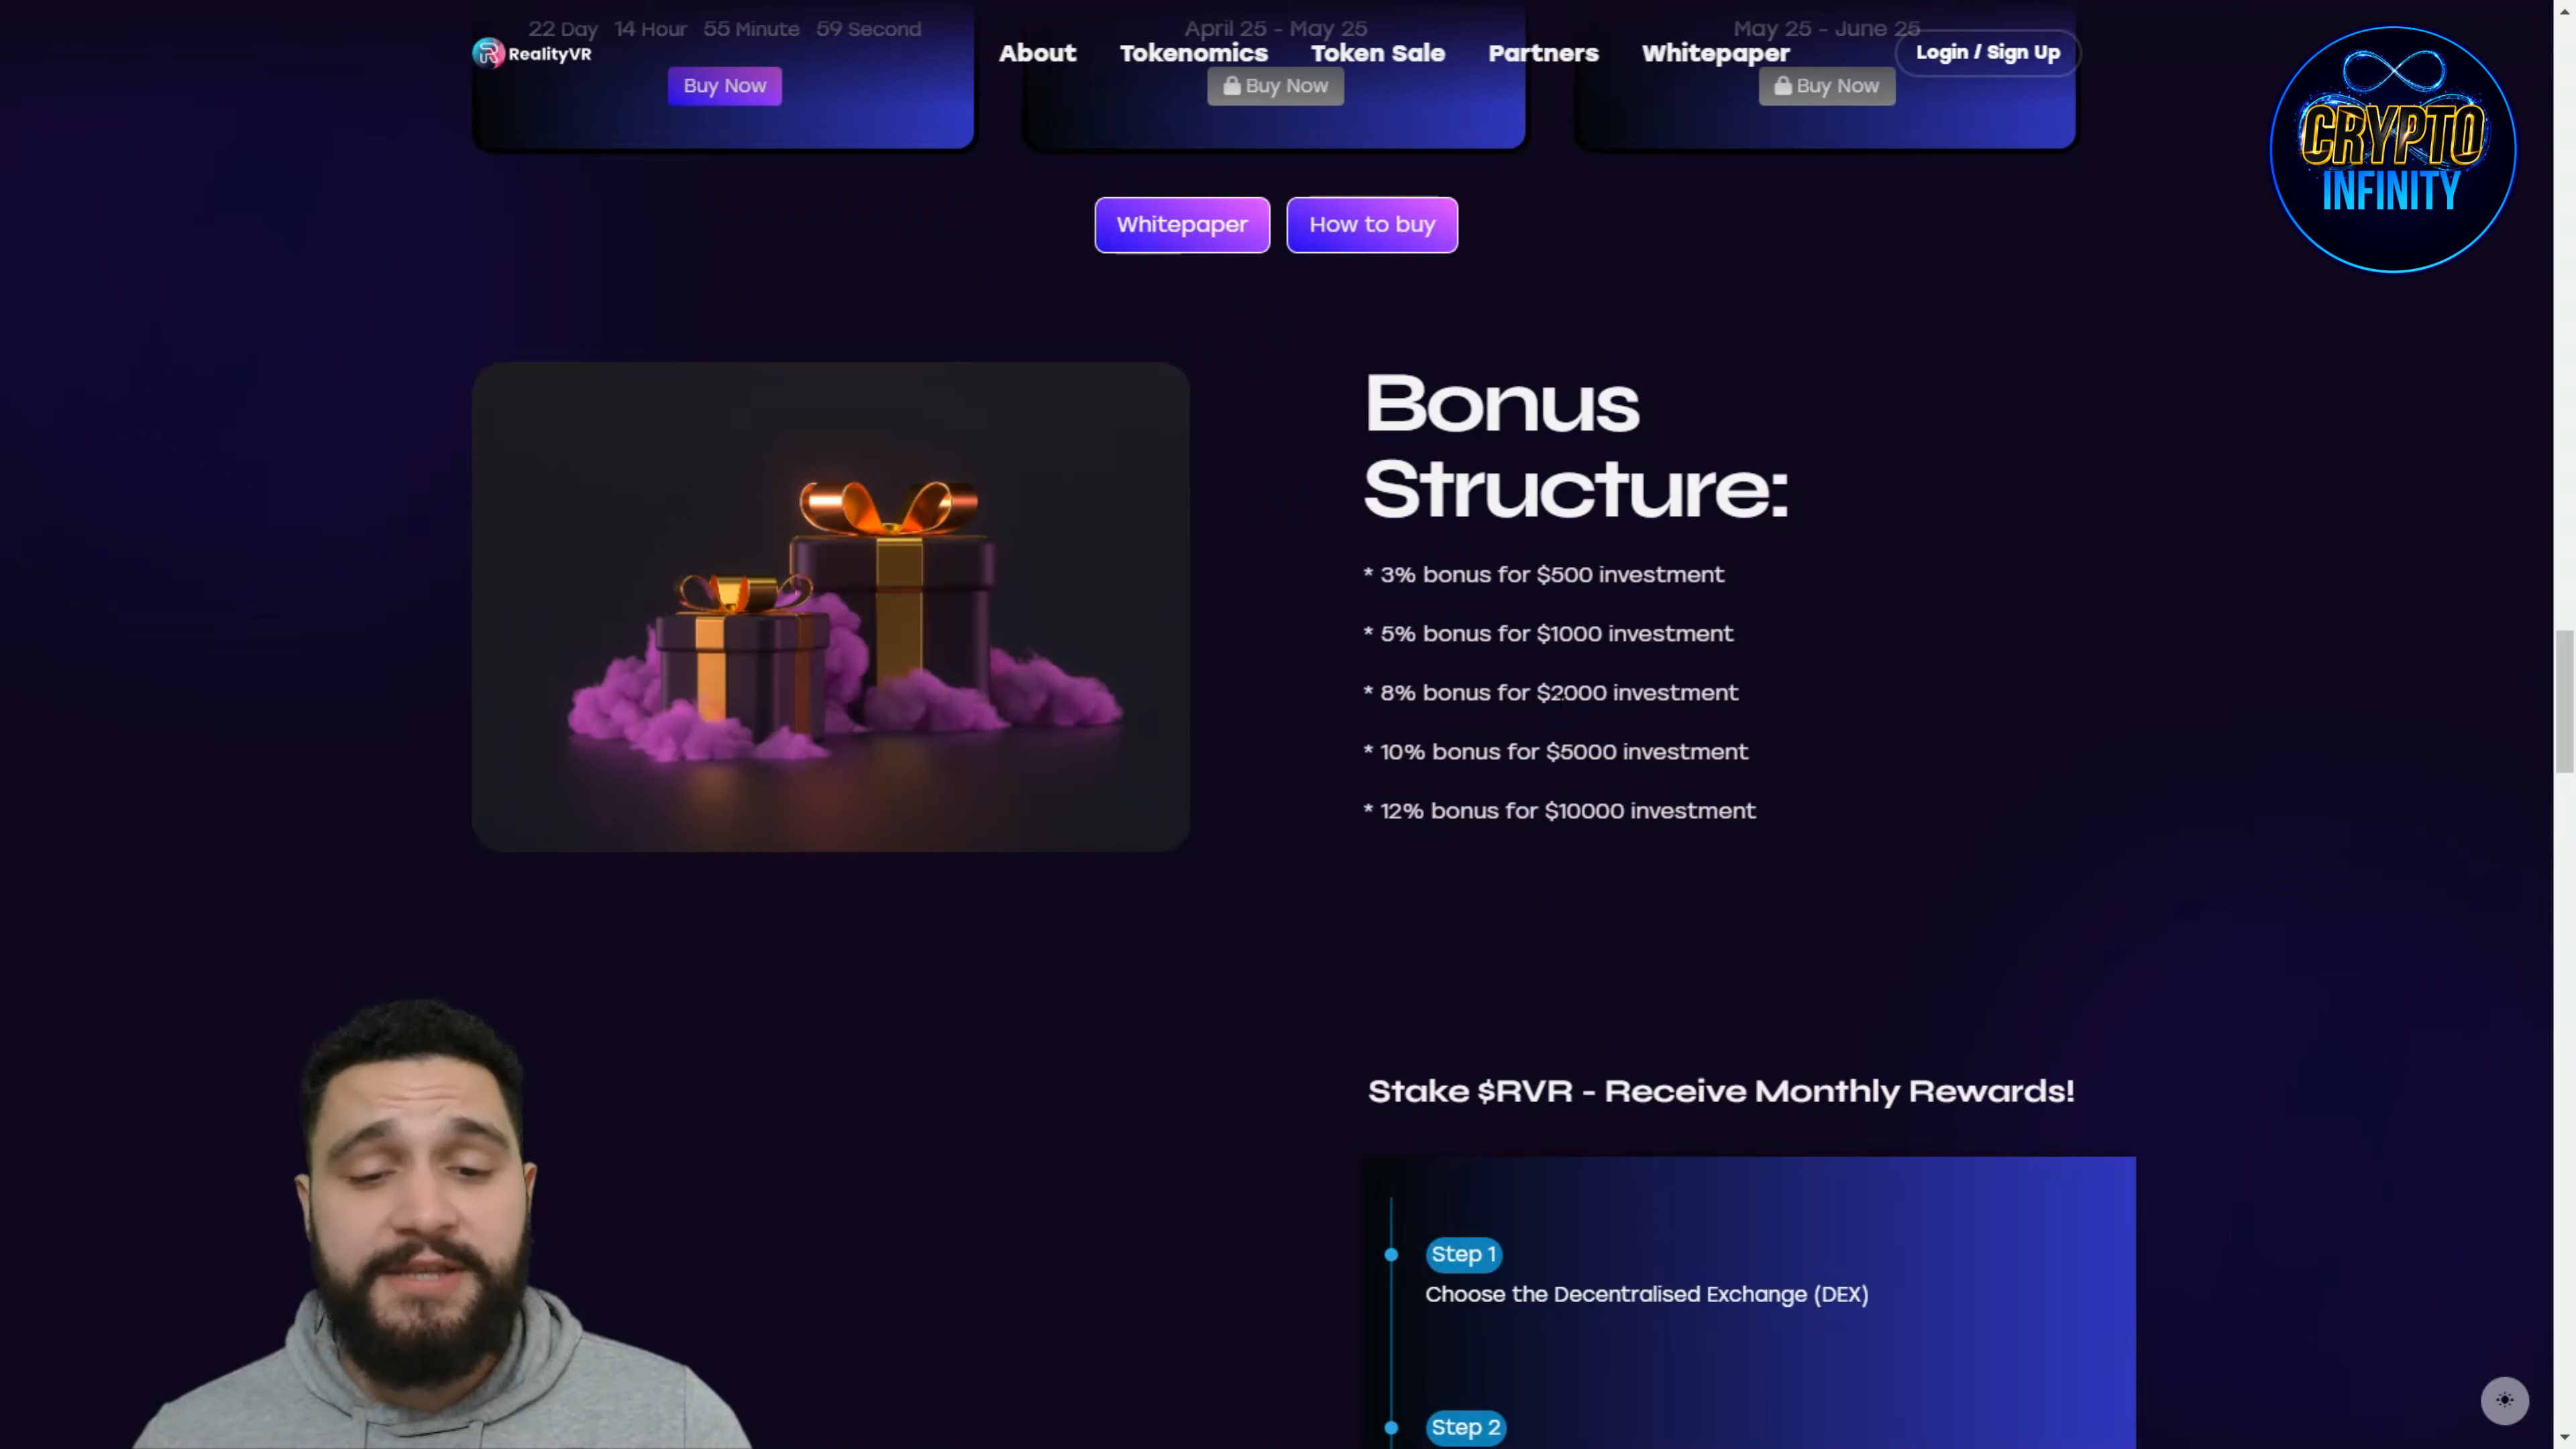 22 Day 14 Hour 55 Minute 59 Second
April 25 - May 25
May 25 - June 25
RealityVR
About
Tokenomics
Token Sale
Partners
Whitepaper
Login / Sign Up
Buy Now
Buy Now
Buy Now
CRYPTO
INFINITY
Whitepaper
How to buy
Bonus
Structure:
* 3% bonus for $500 investment
* 5% bonus for $1000 investment
* 8% bonus for $2000 investment
* 10% bonus for $5000 investment
* 12% bonus for $10000 investment
Stake $RVR - Receive Monthly Rewards!
Step 1
Choose the Decentralised Exchange (DEX)
Step 2